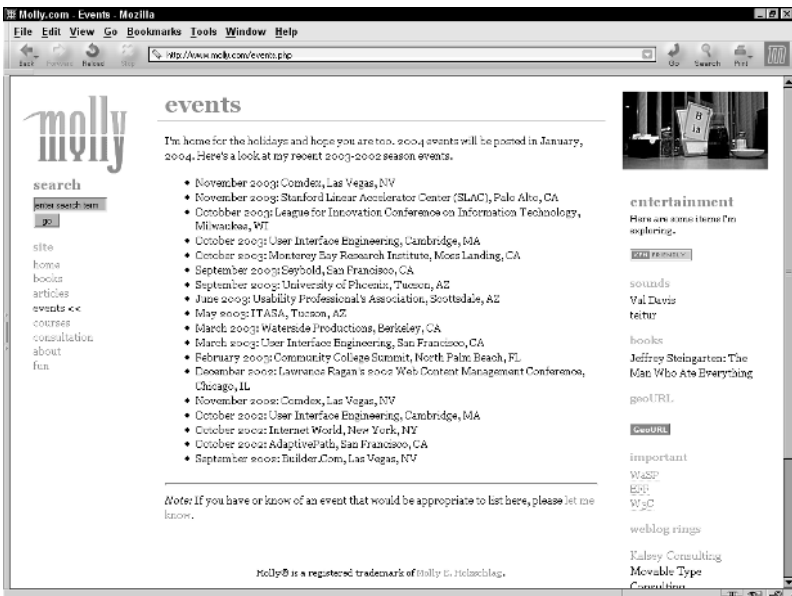 Molly.com - Events - Mozilla
File Edit View Go Bookmarks Tools Window Help
Back Forward Reload Stop http://www.molly.com/events.php Go Search Print
molly
search
enter search term
go
site
home
books
articles
events <<
courses
consultation
about
fun
events
I'm home for the holidays and hope you are too. 2004 events will be posted in January,
2004. Here's a look at my recent 2003-2002 season events.
• November 2003: Comdex, Las Vegas, NV
• November 2003: Stanford Linear Accelerator Center (SLAC), Palo Alto, CA
• Octobber 2003: League for Innovation Conference on Information Technology,
Milwaukee, WI
• October 2003: User Interface Engineering, Cambridge, MA
• October 2003: Monterey Bay Research Institute, Moss Landing, CA
• September 2003: Seybold, San Francisco, CA
• September 2003: University of Phoenix, Tucson, AZ
• June 2003: Usability Professional's Association, Scottsdale, AZ
• May 2003: ITASA, Tucson, AZ
• March 2003: Waterside Productions, Berkeley, CA
• March 2003: User Interface Engineering, San Francisco, CA
• February 2003: Community College Summit, North Palm Beach, FL
• December 2002: Lawrence Ragan's 2002 Web Content Management Conference,
Chicago, IL
• November 2002: Comdex, Las Vegas, NV
• October 2002: User Interface Engineering, Cambridge, MA
• October 2002: Internet World, New York, NY
• October 2002: AdaptivePath, San Francisco, CA
• September 2002: Builder.Com, Las Vegas, NV
Note: If you have or know of an event that would be appropriate to list here, please let me
know.
Molly® is a registered trademark of Molly E. Holzschlag.
entertainment
Here are some items I'm
exploring.
XFN FRIENDLY
sounds
Val Davis
teitur
books
Jeffrey Steingarten: The
Man Who Ate Everything
geoURL
GeoURL
important
WaSP
EFF
W3C
weblog rings
Kalsey Consulting
Movable Type
Consulting